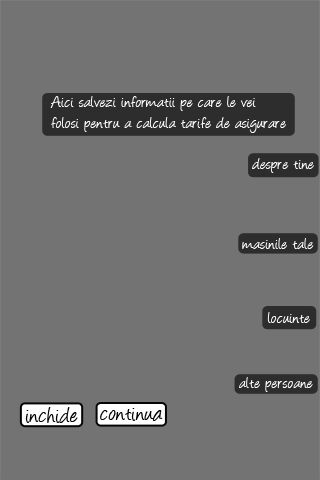 Aici salvezi informatii pe care le vei
folosi pentru a calcula tarife de asigurare
despre tine
masinile tale
locuinte
alte persoane
inchide
continua